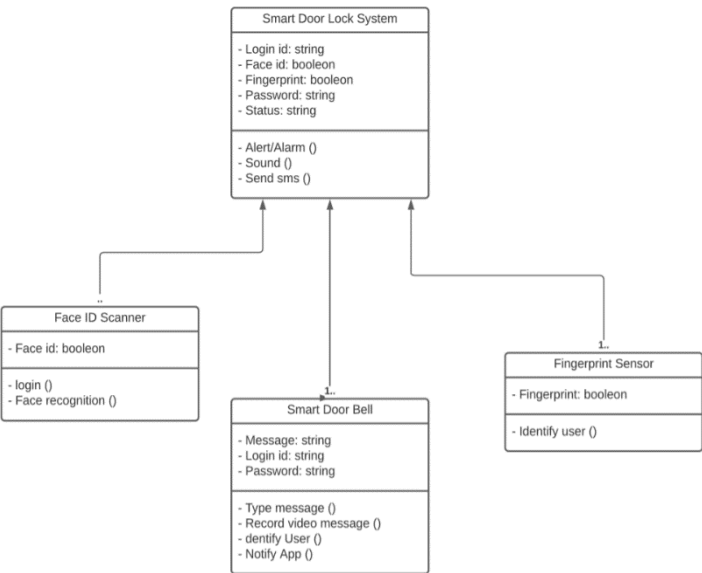 Smart Door Lock System
- Login id: string
- Face id: booleon
- Fingerprint: booleon
- Password: string
- Status: string
- Alert/Alarm ()
- Sound ()
- Send sms ()
..
Face ID Scanner
- Face id: booleon
- login ()
- Face recognition ()
1..
Smart Door Bell
- Message: string
- Login id: string
- Password: string
- Type message ()
- Record video message ()
- dentify User ()
- Notify App ()
1..
Fingerprint Sensor
- Fingerprint: booleon
- Identify user ()